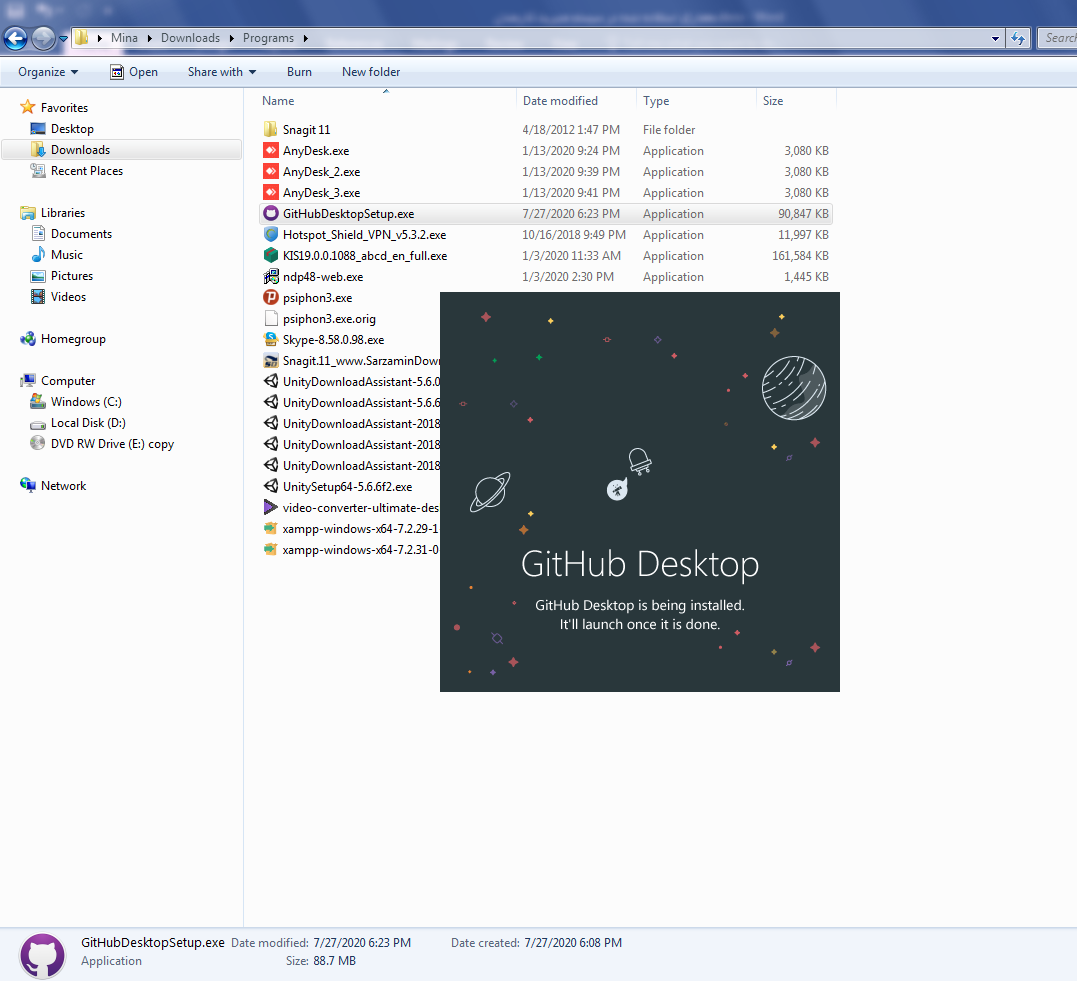 Mina Downloads Programs Search
Organize Open Share with Burn New folder
Name Date modified Type Size
Favorites
Desktop
Downloads
Recent Places
Libraries
Documents
Music
Pictures
Videos
Homegroup
Computer
Windows (C:)
Local Disk (D:)
DVD RW Drive (E:) copy
Network
Snagit 11 4/18/2012 1:47 PM File folder
AnyDesk.exe 1/13/2020 9:24 PM Application 3,080 KB
AnyDesk_2.exe 1/13/2020 9:39 PM Application 3,080 KB
AnyDesk_3.exe 1/13/2020 9:41 PM Application 3,080 KB
GitHubDesktopSetup.exe 7/27/2020 6:23 PM Application 90,847 KB
Hotspot_Shield_VPN_v5.3.2.exe 10/16/2018 9:49 PM Application 11,997 KB
KIS19.0.0.1088_abcd_en_full.exe 1/3/2020 11:33 AM Application 161,584 KB
ndp48-web.exe 1/3/2020 2:30 PM Application 1,445 KB
psiphon3.exe
psiphon3.exe.orig
Skype-8.58.0.98.exe
Snagit.11_www.SarzaminDow
UnityDownloadAssistant-5.6.0
UnityDownloadAssistant-5.6.6
UnityDownloadAssistant-2018
UnityDownloadAssistant-2018
UnityDownloadAssistant-2018
UnitySetup64-5.6.6f2.exe
video-converter-ultimate-des
xampp-windows-x64-7.2.29-1
xampp-windows-x64-7.2.31-0
GitHub Desktop
GitHub Desktop is being installed.
It'll launch once it is done.
GitHubDesktopSetup.exe Date modified: 7/27/2020 6:23 PM Date created: 7/27/2020 6:08 PM
Application Size: 88.7 MB